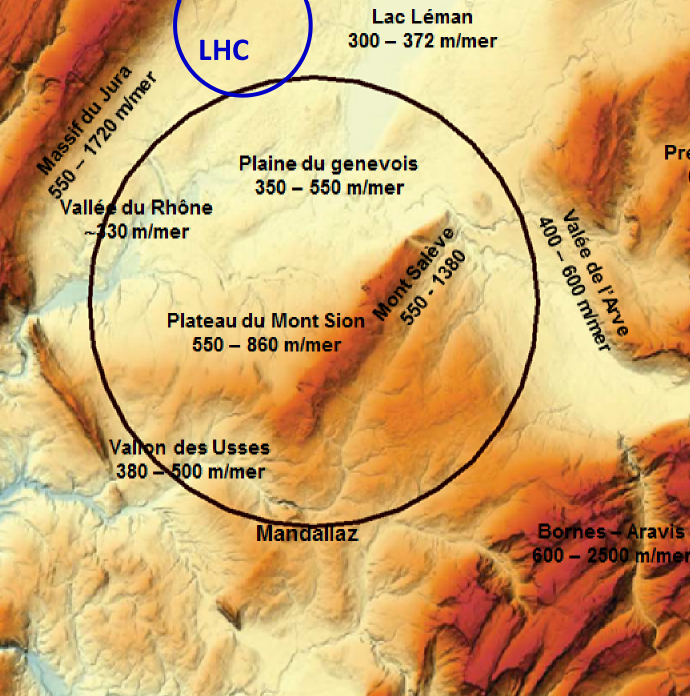 Lac Léman
300 – 372 m/mer
LHC
Massif du Jura
550 – 1720 m/mer
Plaine du genevois
350 – 550 m/mer
Pre
Vallée du Rhône
~330 m/mer
Valée de l'Arve
400 – 600 m/mer
Mont Salève
550 - 1380
Plateau du Mont Sion
550 – 860 m/mer
Vallon des Usses
380 – 500 m/mer
Mandallaz
Bornes – Aravis
600 – 2500 m/mer